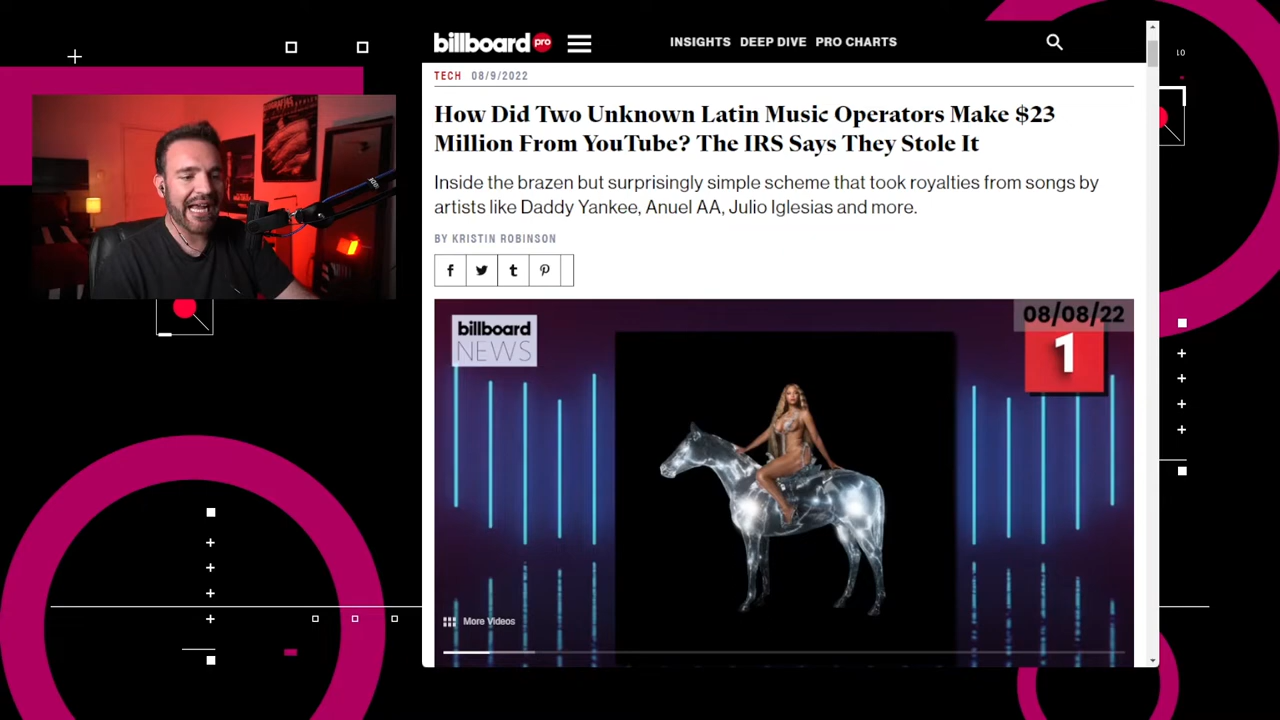 billboard pro
INSIGHTS DEEP DIVE PRO CHARTS
TECH 08/9/2022
How Did Two Unknown Latin Music Operators Make $23
Million From YouTube? The IRS Says They Stole It
Inside the brazen but surprisingly simple scheme that took royalties from songs by
artists like Daddy Yankee, Anuel AA, Julio Iglesias and more.
BY KRISTIN ROBINSON
billboard
NEWS
08/08/22
1
More Videos